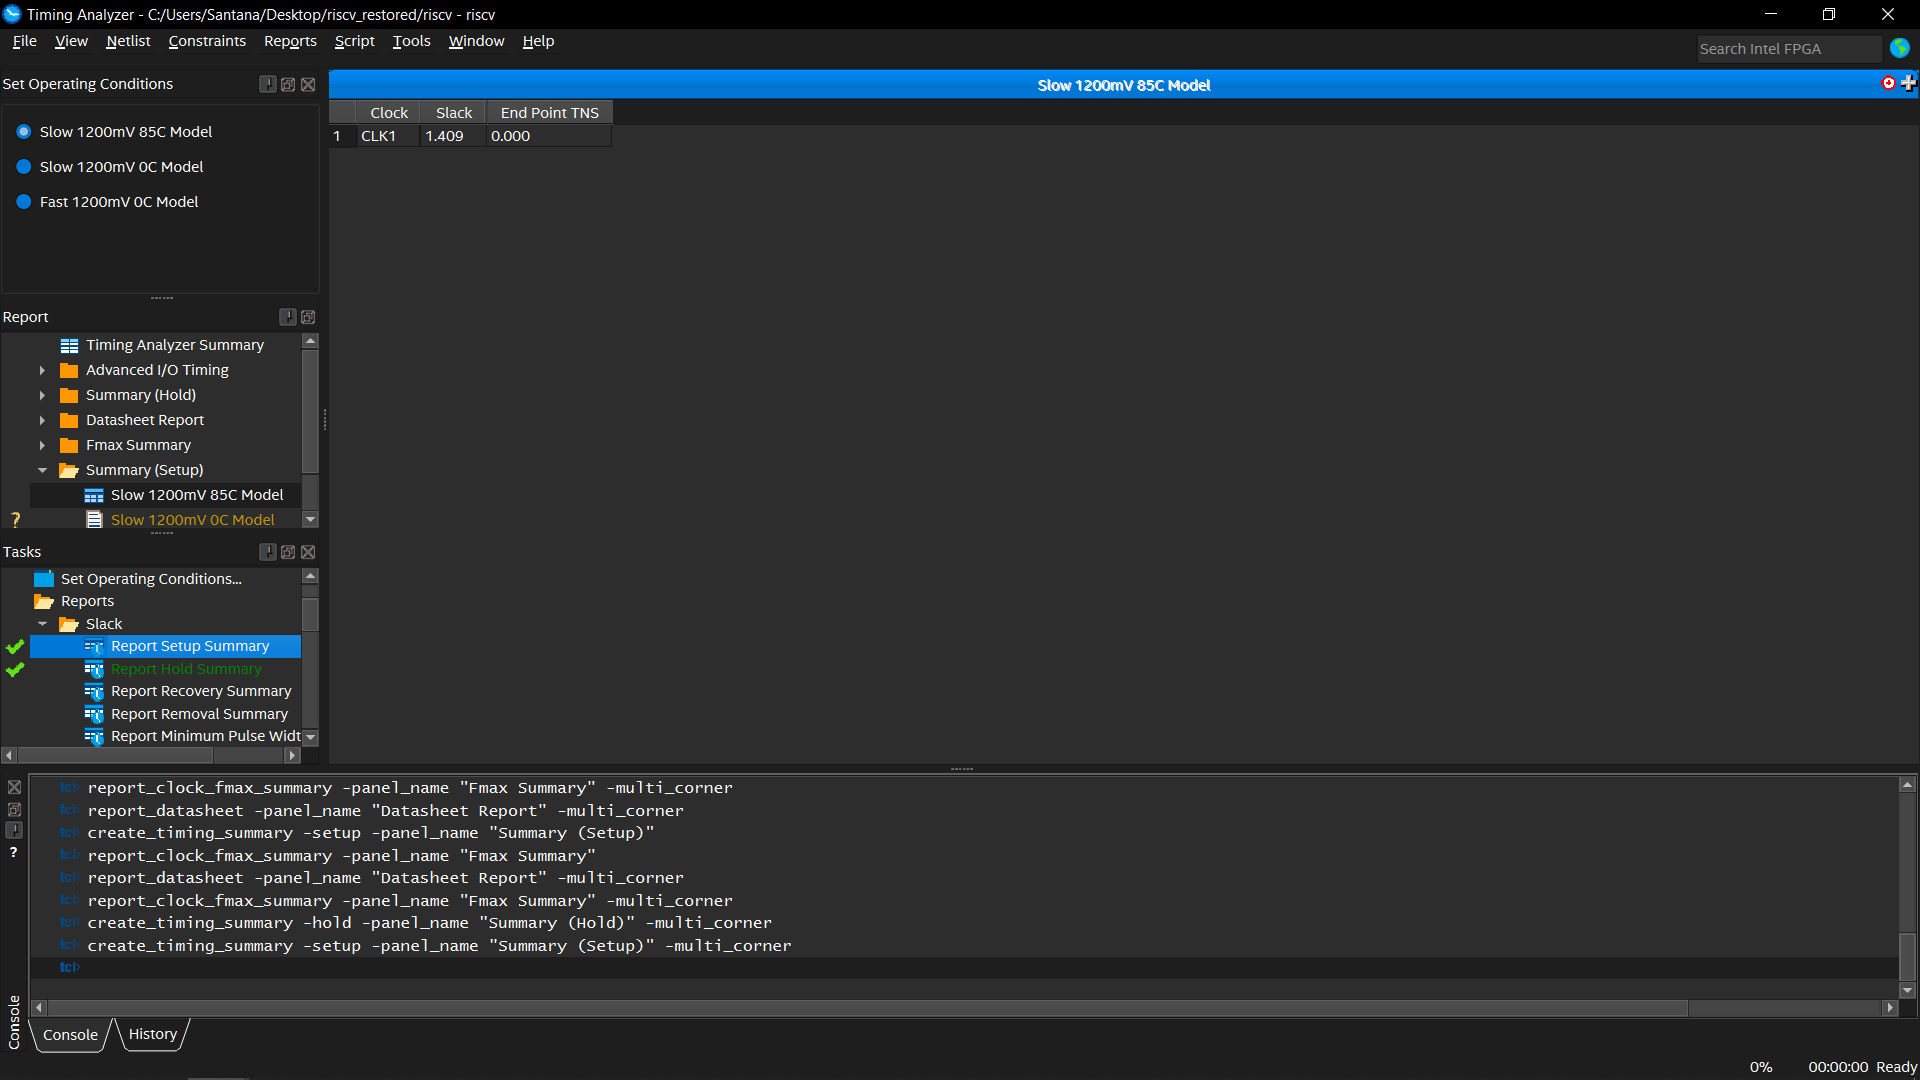 Timing Analyzer - C:/Users/Santana/Desktop/riscv_restored/riscv - riscv
File View Netlist Constraints Reports Script Tools Window Help
Search Intel FPGA
Set Operating Conditions
Slow 1200mV 85C Model
Slow 1200mV 0C Model
Fast 1200mV 0C Model
Report
Timing Analyzer Summary
Advanced I/O Timing
Summary (Hold)
Datasheet Report
Fmax Summary
Summary (Setup)
Slow 1200mV 85C Model
? Slow 1200mV 0C Model
Tasks
Set Operating Conditions...
Reports
Slack
Report Setup Summary
Report Hold Summary
Report Recovery Summary
Report Removal Summary
Report Minimum Pulse Widt
Slow 1200mV 85C Model
Clock Slack End Point TNS
1 CLK1 1.409 0.000
tcl> report_clock_fmax_summary -panel_name "Fmax Summary" -multi_corner
tcl> report_datasheet -panel_name "Datasheet Report" -multi_corner
tcl> create_timing_summary -setup -panel_name "Summary (Setup)"
tcl> report_clock_fmax_summary -panel_name "Fmax Summary"
tcl> report_datasheet -panel_name "Datasheet Report" -multi_corner
tcl> report_clock_fmax_summary -panel_name "Fmax Summary" -multi_corner
tcl> create_timing_summary -hold -panel_name "Summary (Hold)" -multi_corner
tcl> create_timing_summary -setup -panel_name "Summary (Setup)" -multi_corner
tcl>
?
Console
Console History
0% 00:00:00 Ready